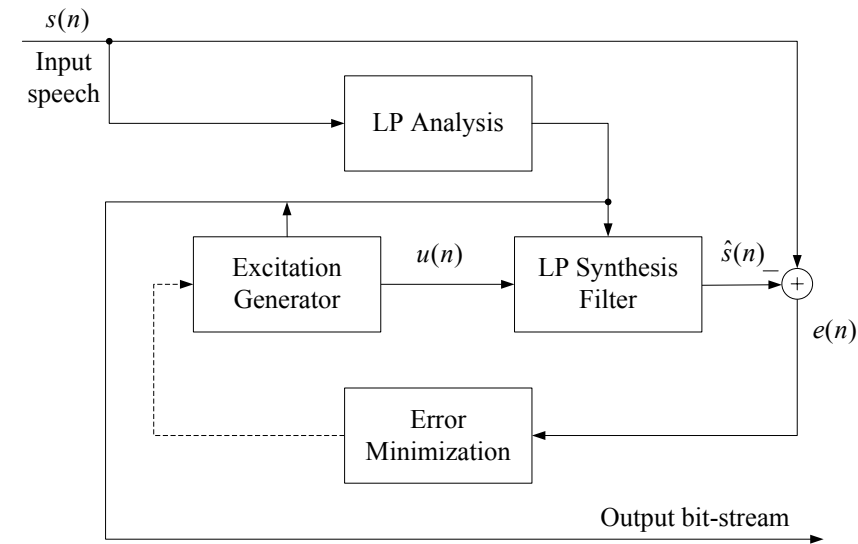 s(n)
Input
speech
LP Analysis
Excitation
Generator
u(n)
LP Synthesis
Filter
ŝ(n)
−
+
e(n)
Error
Minimization
Output bit-stream